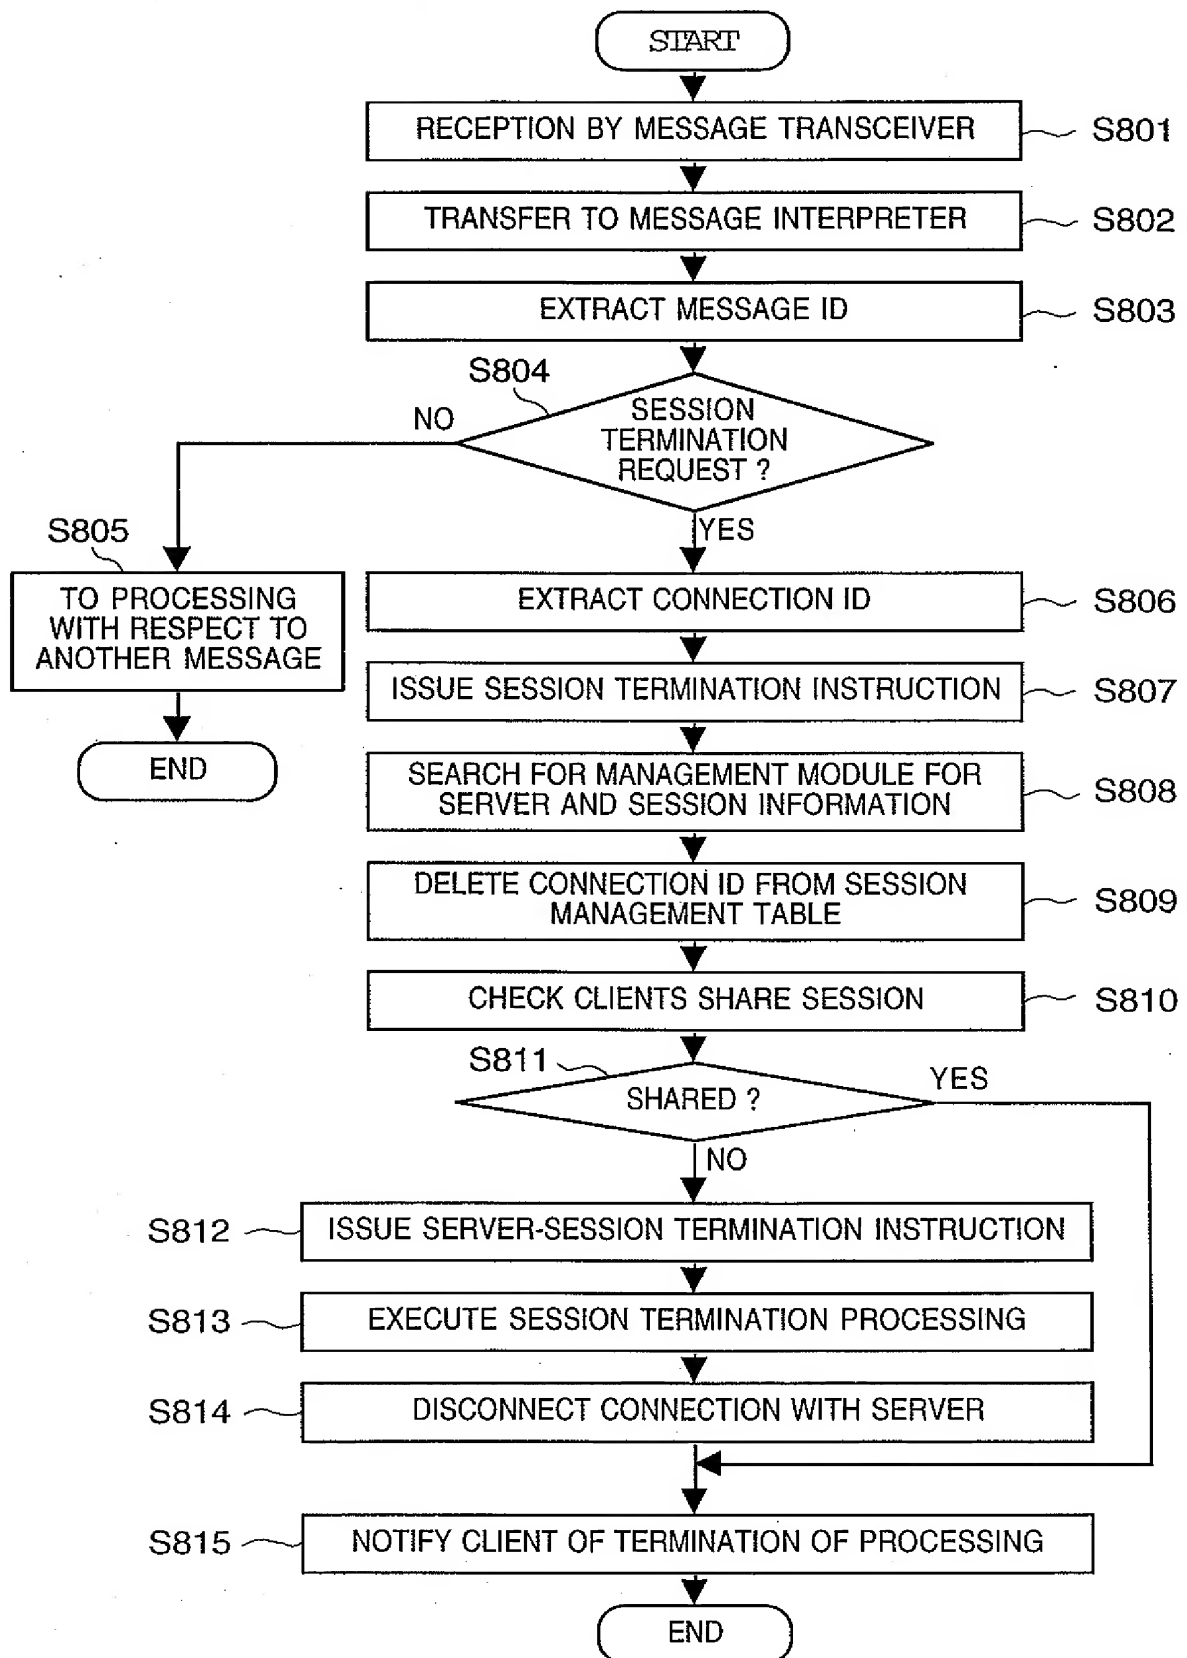 START
RECEPTION BY MESSAGE TRANSCEIVER
S801
TRANSFER TO MESSAGE INTERPRETER
S802
EXTRACT MESSAGE ID
S803
S804
SESSION
TERMINATION
REQUEST ?
NO
YES
S805
TO PROCESSING
WITH RESPECT TO
ANOTHER MESSAGE
END
EXTRACT CONNECTION ID
S806
ISSUE SESSION TERMINATION INSTRUCTION
S807
SEARCH FOR MANAGEMENT MODULE FOR
SERVER AND SESSION INFORMATION
S808
DELETE CONNECTION ID FROM SESSION
MANAGEMENT TABLE
S809
CHECK CLIENTS SHARE SESSION
S810
S811
SHARED ?
YES
NO
S812
ISSUE SERVER-SESSION TERMINATION INSTRUCTION
S813
EXECUTE SESSION TERMINATION PROCESSING
S814
DISCONNECT CONNECTION WITH SERVER
S815
NOTIFY CLIENT OF TERMINATION OF PROCESSING
END